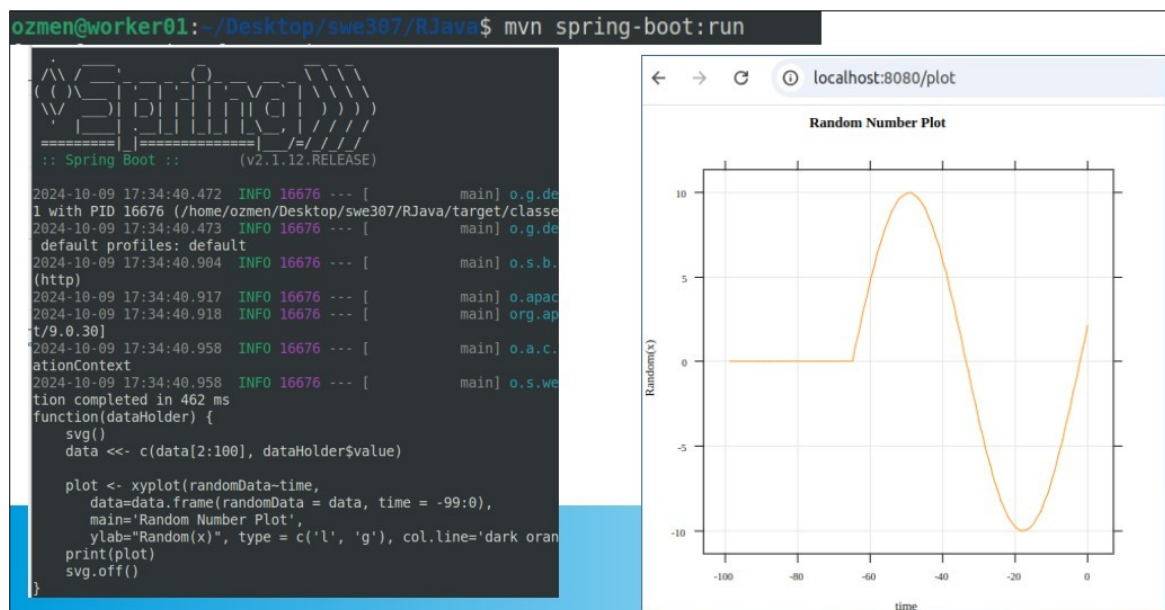 ozmen@worker01:~/Desktop/swe307/RJava$ mvn spring-boot:run
:: Spring Boot ::        (v2.1.12.RELEASE)
2024-10-09 17:34:40.472  INFO 16676 --- [           main] o.g.de
1 with PID 16676 (/home/ozmen/Desktop/swe307/RJava/target/classe
2024-10-09 17:34:40.473  INFO 16676 --- [           main] o.g.de
default profiles: default
2024-10-09 17:34:40.904  INFO 16676 --- [           main] o.s.b.
(http)
2024-10-09 17:34:40.917  INFO 16676 --- [           main] o.apac
2024-10-09 17:34:40.918  INFO 16676 --- [           main] org.ap
t/9.0.30]
2024-10-09 17:34:40.958  INFO 16676 --- [           main] o.a.c.
ationContext
2024-10-09 17:34:40.958  INFO 16676 --- [           main] o.s.we
tion completed in 462 ms
function(dataHolder) {
    svg()
    data <<- c(data[2:100], dataHolder$value)
    plot <- xyplot(randomData~time,
       data=data.frame(randomData = data, time = -99:0),
       main='Random Number Plot',
       ylab="Random(x)", type = c('l', 'g'), col.line='dark oran
    print(plot)
    svg.off()
}
localhost:8080/plot
Random Number Plot
10
5
0
-5
-10
Random(x)
-100 -80 -60 -40 -20 0
time